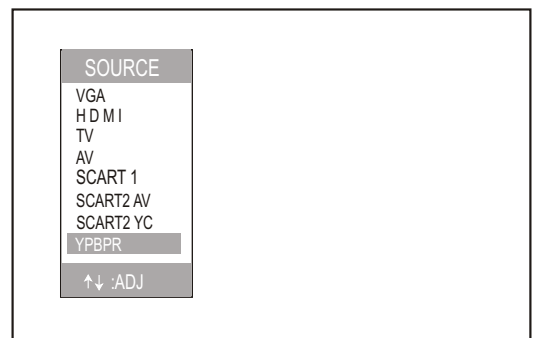 SOURCE
VGA
H D M I
TV
AV
SCART 1
SCART2 AV
SCART2 YC
YPBPR
↑↓ :ADJ